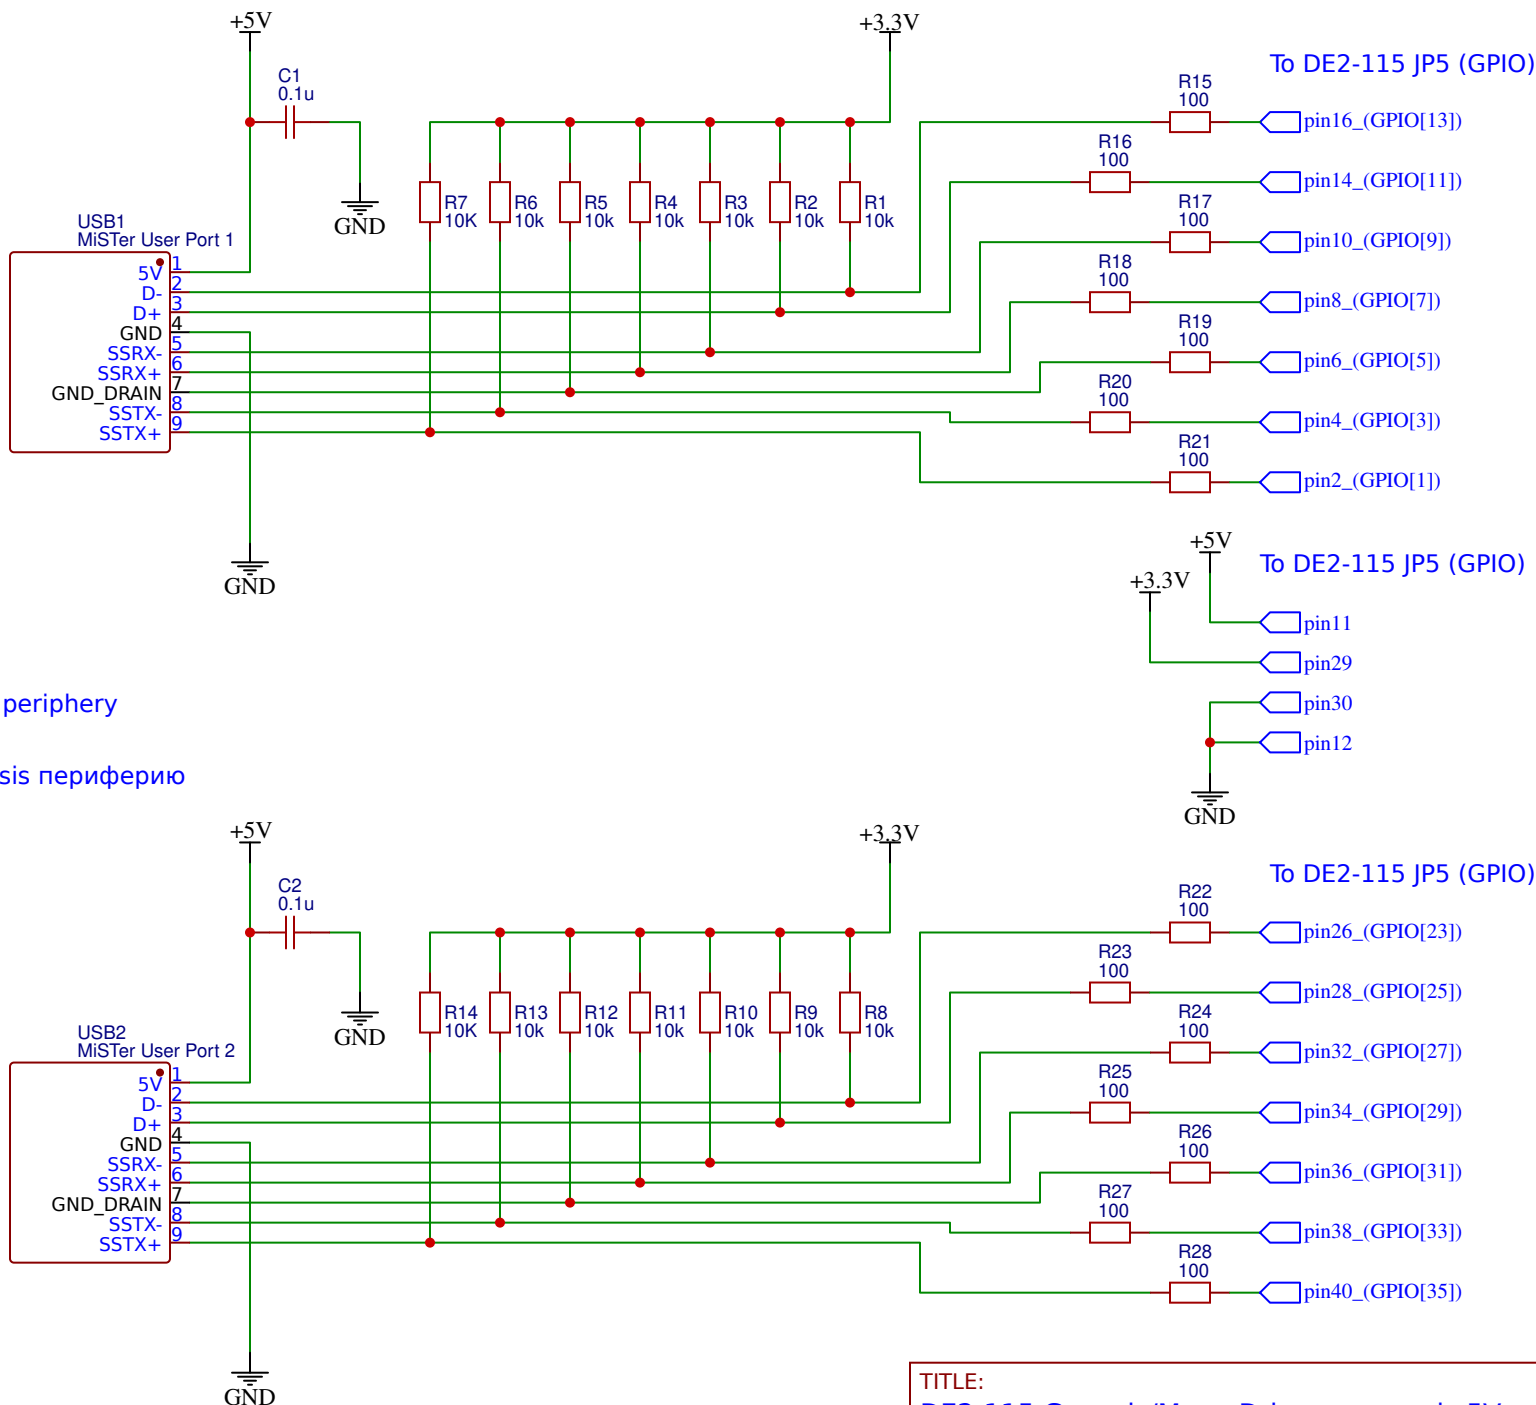 +5V
+3.3V
To DE2-115 JP5 (GPIO)
C1
0.1u
GND
R7
10K
R6
10k
R5
10k
R4
10k
R3
10k
R2
10k
R1
10k
R15
100
pin16_(GPIO[13])
R16
100
pin14_(GPIO[11])
R17
100
pin10_(GPIO[9])
R18
100
pin8_(GPIO[7])
R19
100
pin6_(GPIO[5])
R20
100
pin4_(GPIO[3])
R21
100
pin2_(GPIO[1])
USB1
MiSTer User Port 1
5V 1
D- 2
D+ 3
GND 4
SSRX- 5
SSRX+ 6
GND_DRAIN 7
SSTX- 8
SSTX+ 9
GND
+5V
To DE2-115 JP5 (GPIO)
+3.3V
pin11
pin29
pin30
pin12
GND
periphery
sis периферию
+5V
+3.3V
To DE2-115 JP5 (GPIO)
C2
0.1u
GND
R14
10K
R13
10k
R12
10k
R11
10k
R10
10k
R9
10k
R8
10k
R22
100
pin26_(GPIO[23])
R23
100
pin28_(GPIO[25])
R24
100
pin32_(GPIO[27])
R25
100
pin34_(GPIO[29])
R26
100
pin36_(GPIO[31])
R27
100
pin38_(GPIO[33])
R28
100
pin40_(GPIO[35])
USB2
MiSTer User Port 2
5V 1
D- 2
D+ 3
GND 4
SSRX- 5
SSRX+ 6
GND_DRAIN 7
SSTX- 8
SSTX+ 9
GND
TITLE: